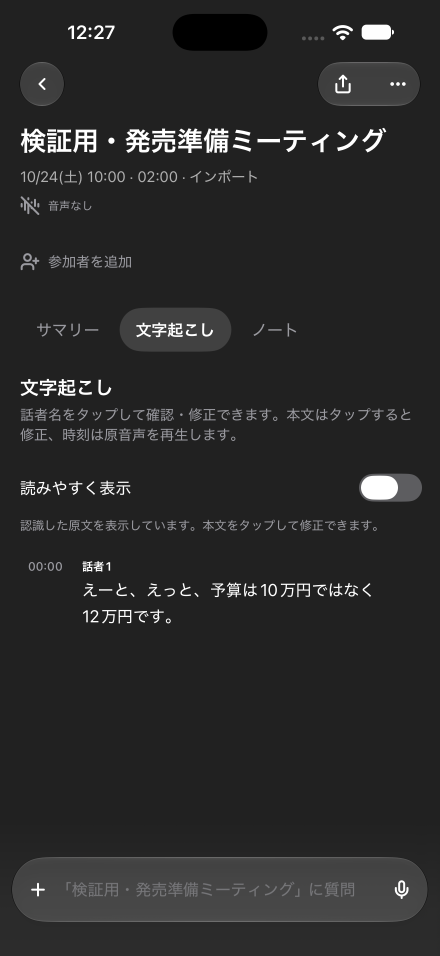 12:27
検証用・発売準備ミーティング
10/24(土) 10:00 · 02:00 · インポート
音声なし
参加者を追加
サマリー 文字起こし ノート
文字起こし
話者名をタップして確認・修正できます。本文はタップすると
修正、時刻は原音声を再生します。
読みやすく表示
認識した原文を表示しています。本文をタップして修正できます。
00:00 話者1
えーと、えっと、予算は10万円ではなく
12万円です。
「検証用・発売準備ミーティング」に質問